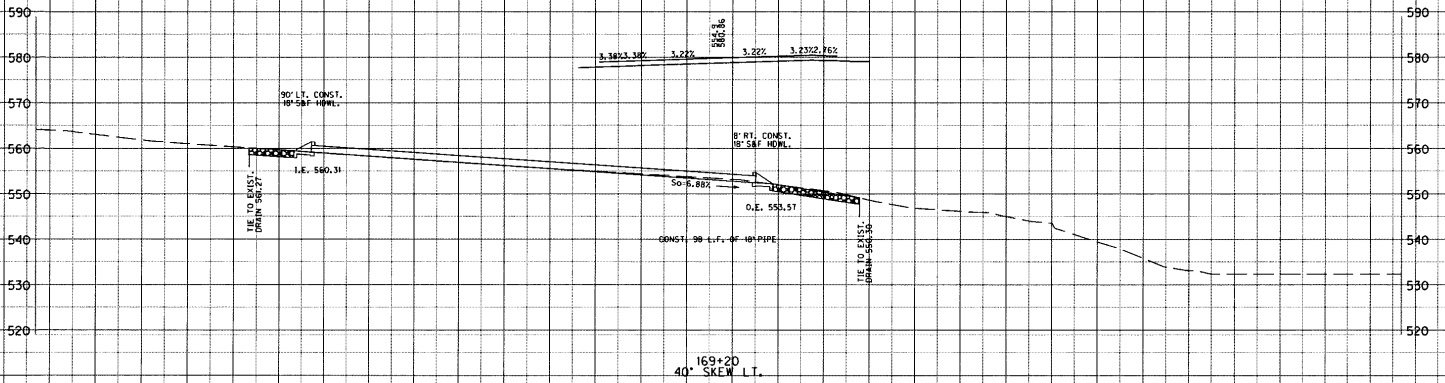 590
590
554.9
580.86
580
3.38%3.38%
3.22%
3.22%
3.23%2.76%
580
570
90' LT. CONST.
18" S&F HDWL.
570
8' RT. CONST.
18" S&F HDWL.
560
560
I.E. 560.31
TIE TO EXIST.
DRAIN 561.27
550
So=6.88%
O.E. 553.57
550
540
CONST. 98 L.F. OF 18" PIPE
TIE TO EXIST.
540
530
530
520
520
169+20
40° SKEW LT.